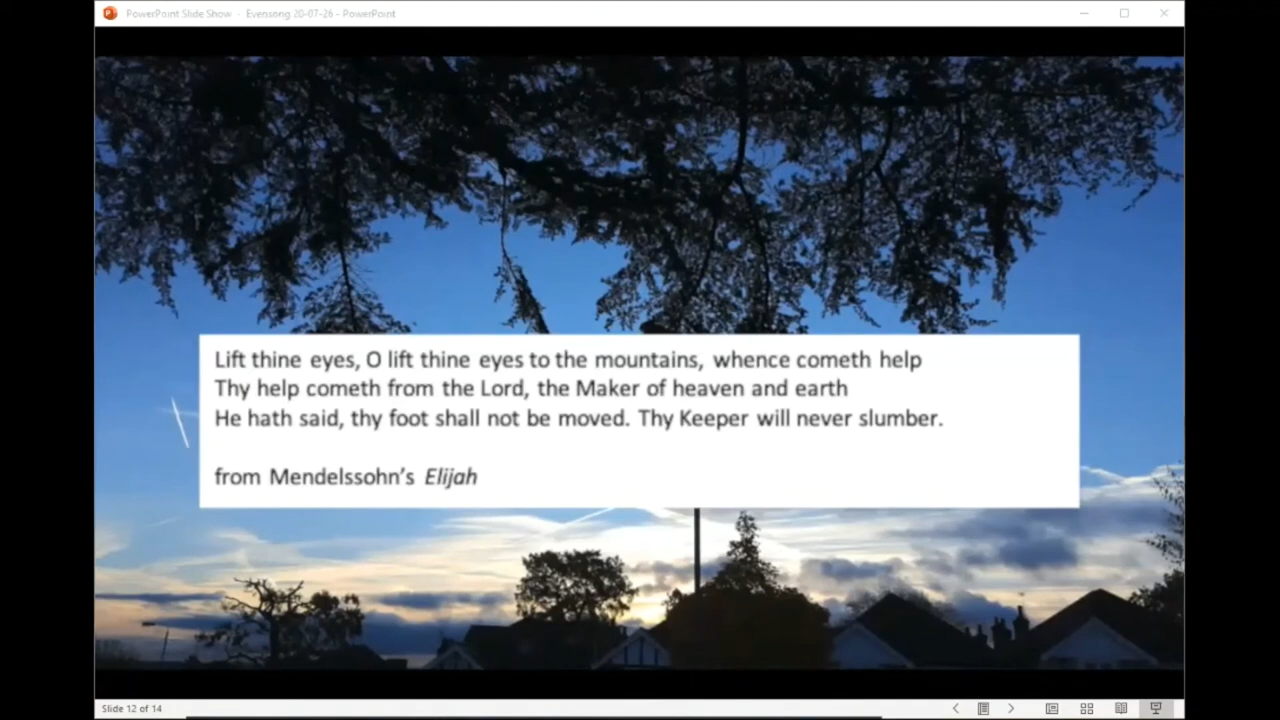 PowerPoint Slide Show - Evensong 20-07-26 - PowerPoint
Lift thine eyes, O lift thine eyes to the mountains, whence cometh help
Thy help cometh from the Lord, the Maker of heaven and earth
He hath said, thy foot shall not be moved. Thy Keeper will never slumber.
from Mendelssohn's Elijah
Slide 12 of 14